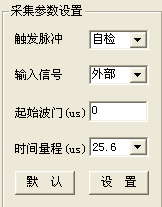 采集参数设置
触发脉冲 自检
输入信号 外部
起始波门(us) 0
时间量程(us) 25.6
默 认 设 置